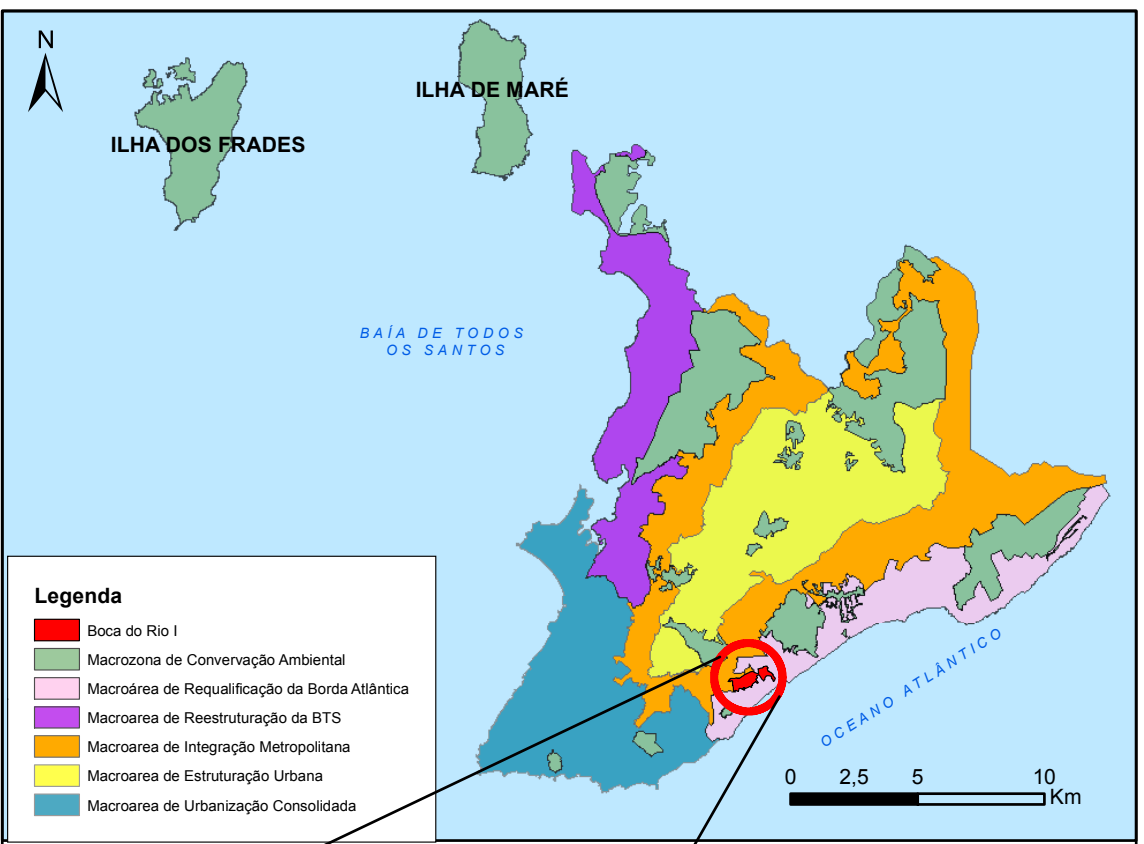 N
ILHA DE MARÉ
ILHA DOS FRADES
BAÍA DE TODOS
OS SANTOS
Legenda
Boca do Rio I
Macrozona de Convervação Ambiental
Macroárea de Requalificação da Borda Atlântica
Macroarea de Reestruturação da BTS
Macroarea de Integração Metropolitana
Macroarea de Estruturação Urbana
Macroarea de Urbanização Consolidada
OCEANO ATLÂNTICO
0 2,5 5 10
Km